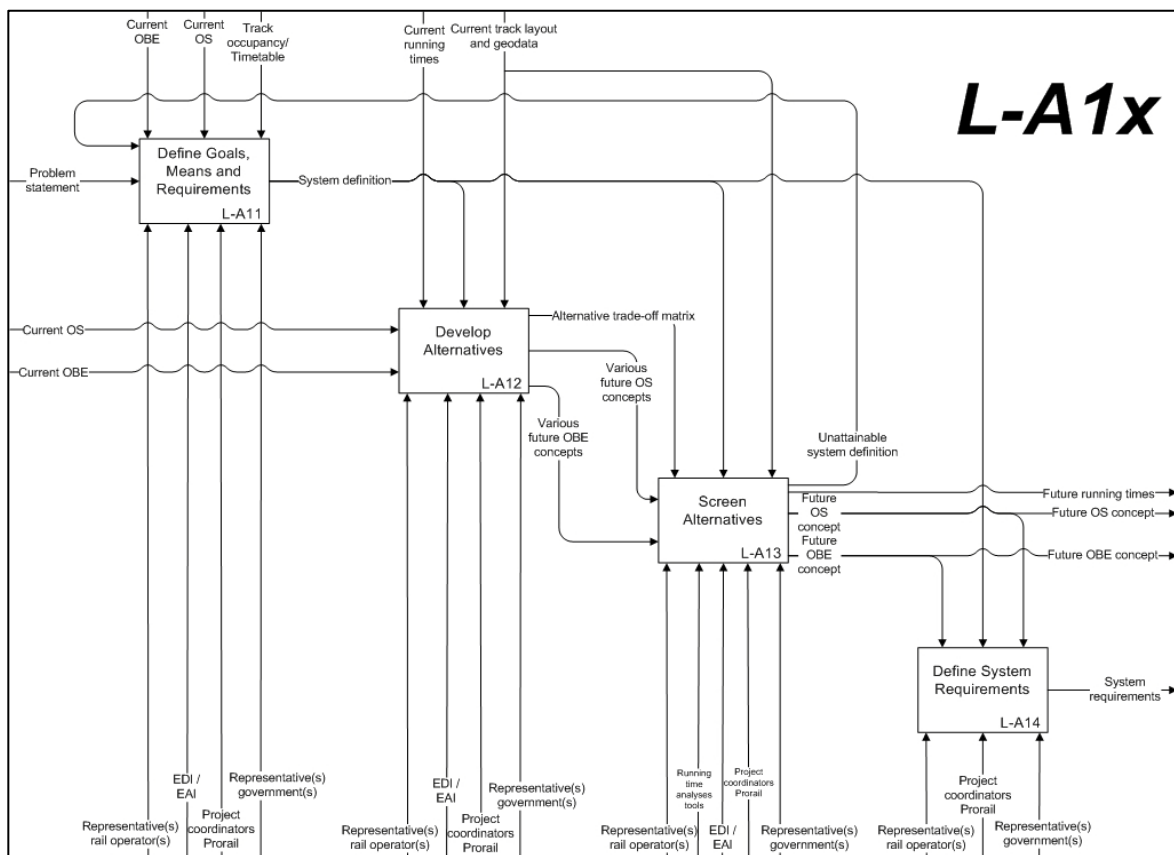 Current
OBE
Current
OS
Track
occupancy/
Timetable
Current
running
times
Current track layout
and geodata
L-A1x
Problem
statement
Define Goals,
Means and
Requirements
L-A11
System definition
Current OS
Current OBE
Develop
Alternatives
L-A12
Alternative trade-off matrix
Various
future OS
concepts
Various
future OBE
concepts
Unattainable
system definition
Screen
Alternatives
L-A13
Future
OS
concept
Future
OBE
concept
Future running times
Future OS concept
Future OBE concept
Define System
Requirements
L-A14
System
requirements
Representative(s)
rail operator(s)
EDI /
EAI
Project
coordinators
Prorail
Representative(s)
government(s)
Representative(s)
rail operator(s)
EDI /
EAI
Project
coordinators
Prorail
Representative(s)
government(s)
Representative(s)
rail operator(s)
Running
time
analyses
tools
EDI /
EAI
Project
coordinators
Prorail
Representative(s)
government(s)
Representative(s)
rail operator(s)
Project
coordinators
Prorail
Representative(s)
government(s)